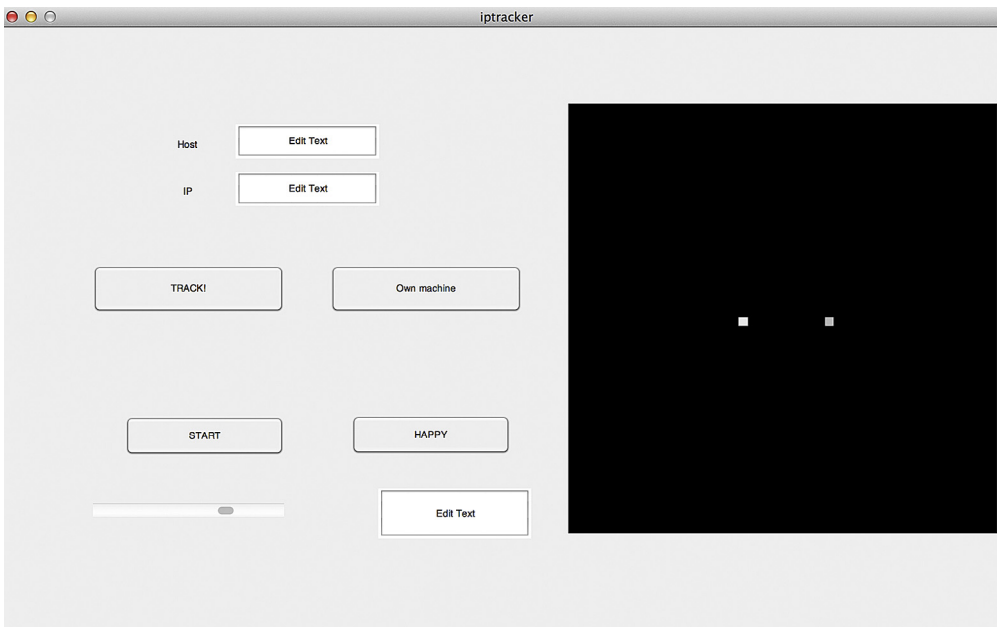 iptracker
Host
Edit Text
IP
Edit Text
TRACK!
Own machine
START
HAPPY
Edit Text